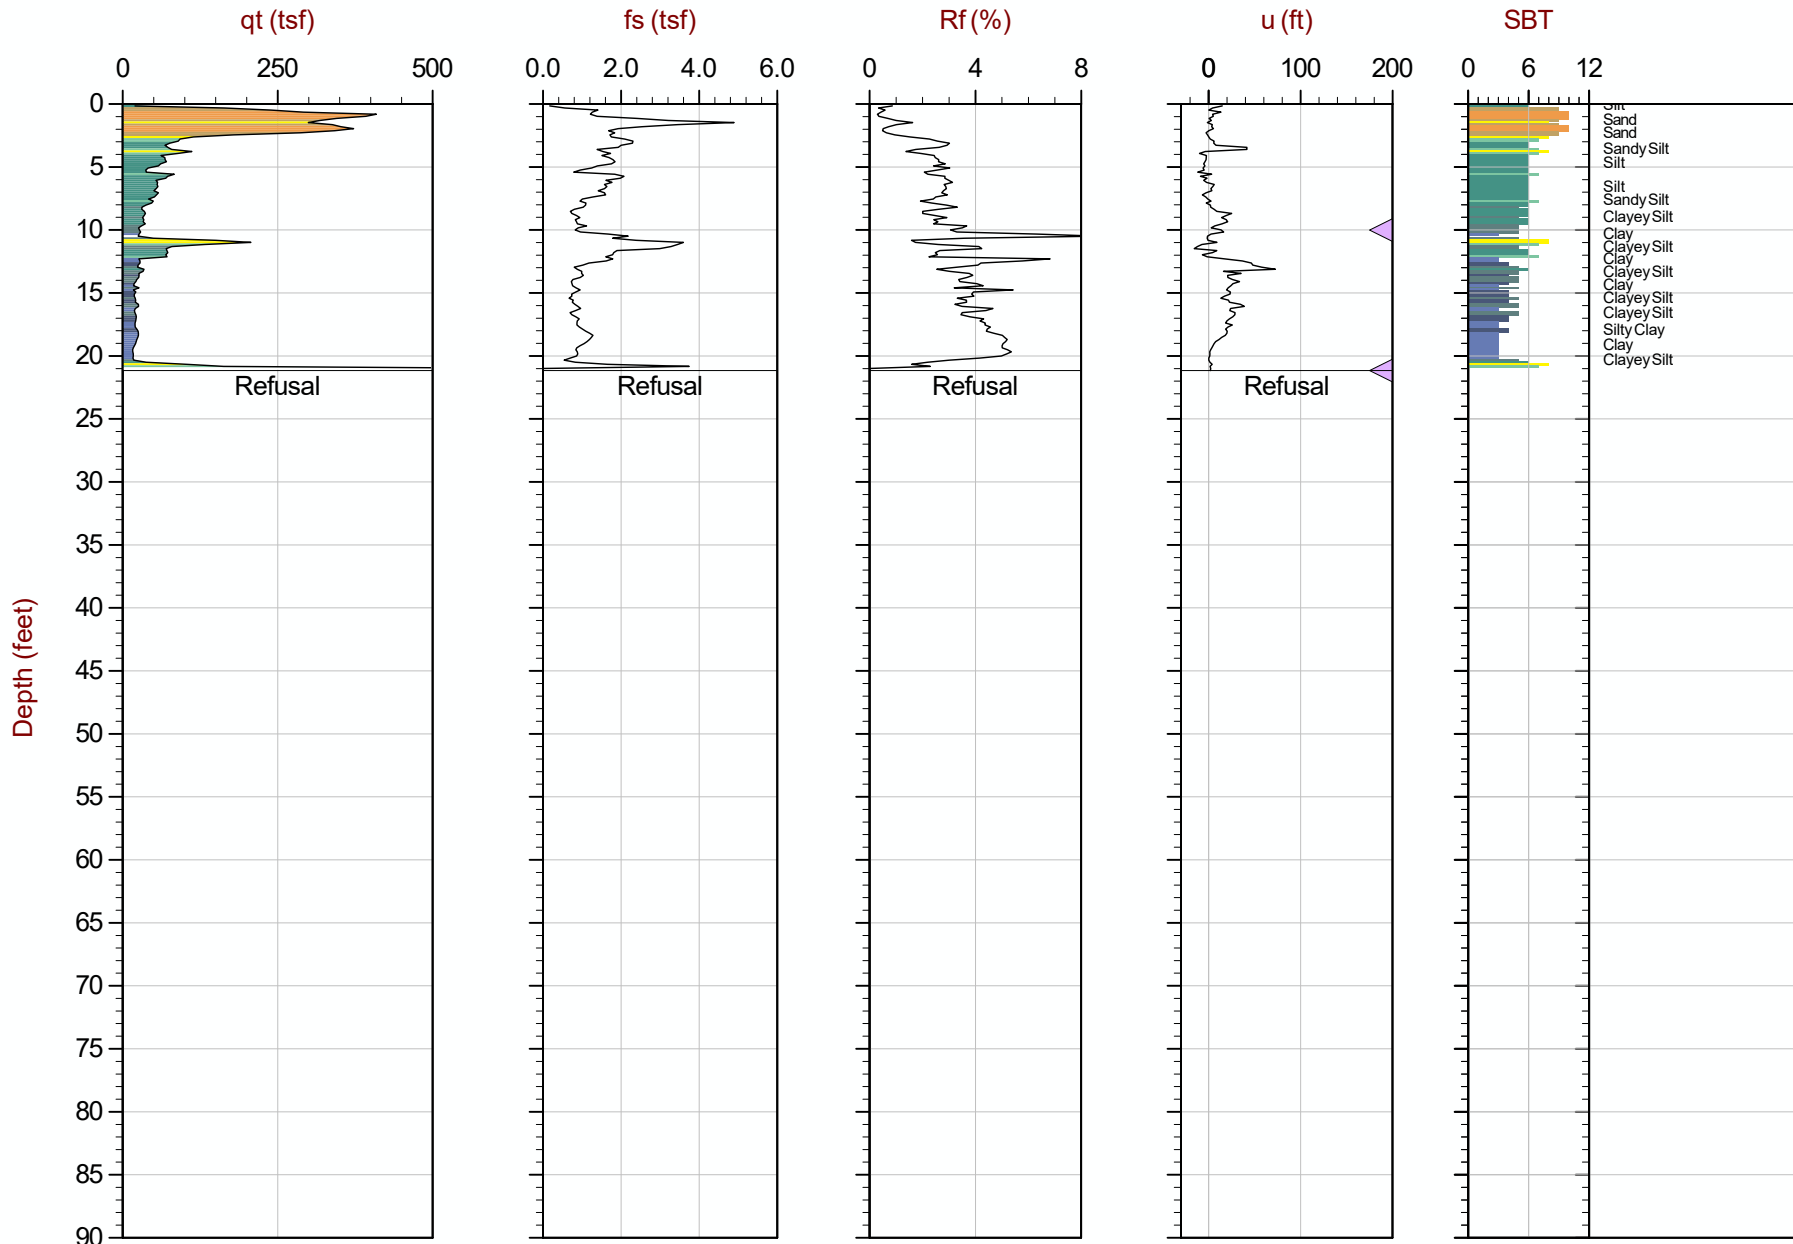 qt (tsf) fs (tsf) Rf (%) u (ft) SBT
0 250 500 0.0 2.0 4.0 6.0 0 4 8 0 100 200 0 6 12
0
Silt
Sand
Sand
Sandy Silt
5
Silt
Silt
Sandy Silt
Clayey Silt
10
Clay
Clayey Silt
Clay
Clayey Silt
Clay
15
Clayey Silt
Clayey Silt
Silty Clay
Clay
20
Clayey Silt
Refusal Refusal Refusal Refusal
25
30
35
40
Depth (feet)
45
50
55
60
65
70
75
80
85
90